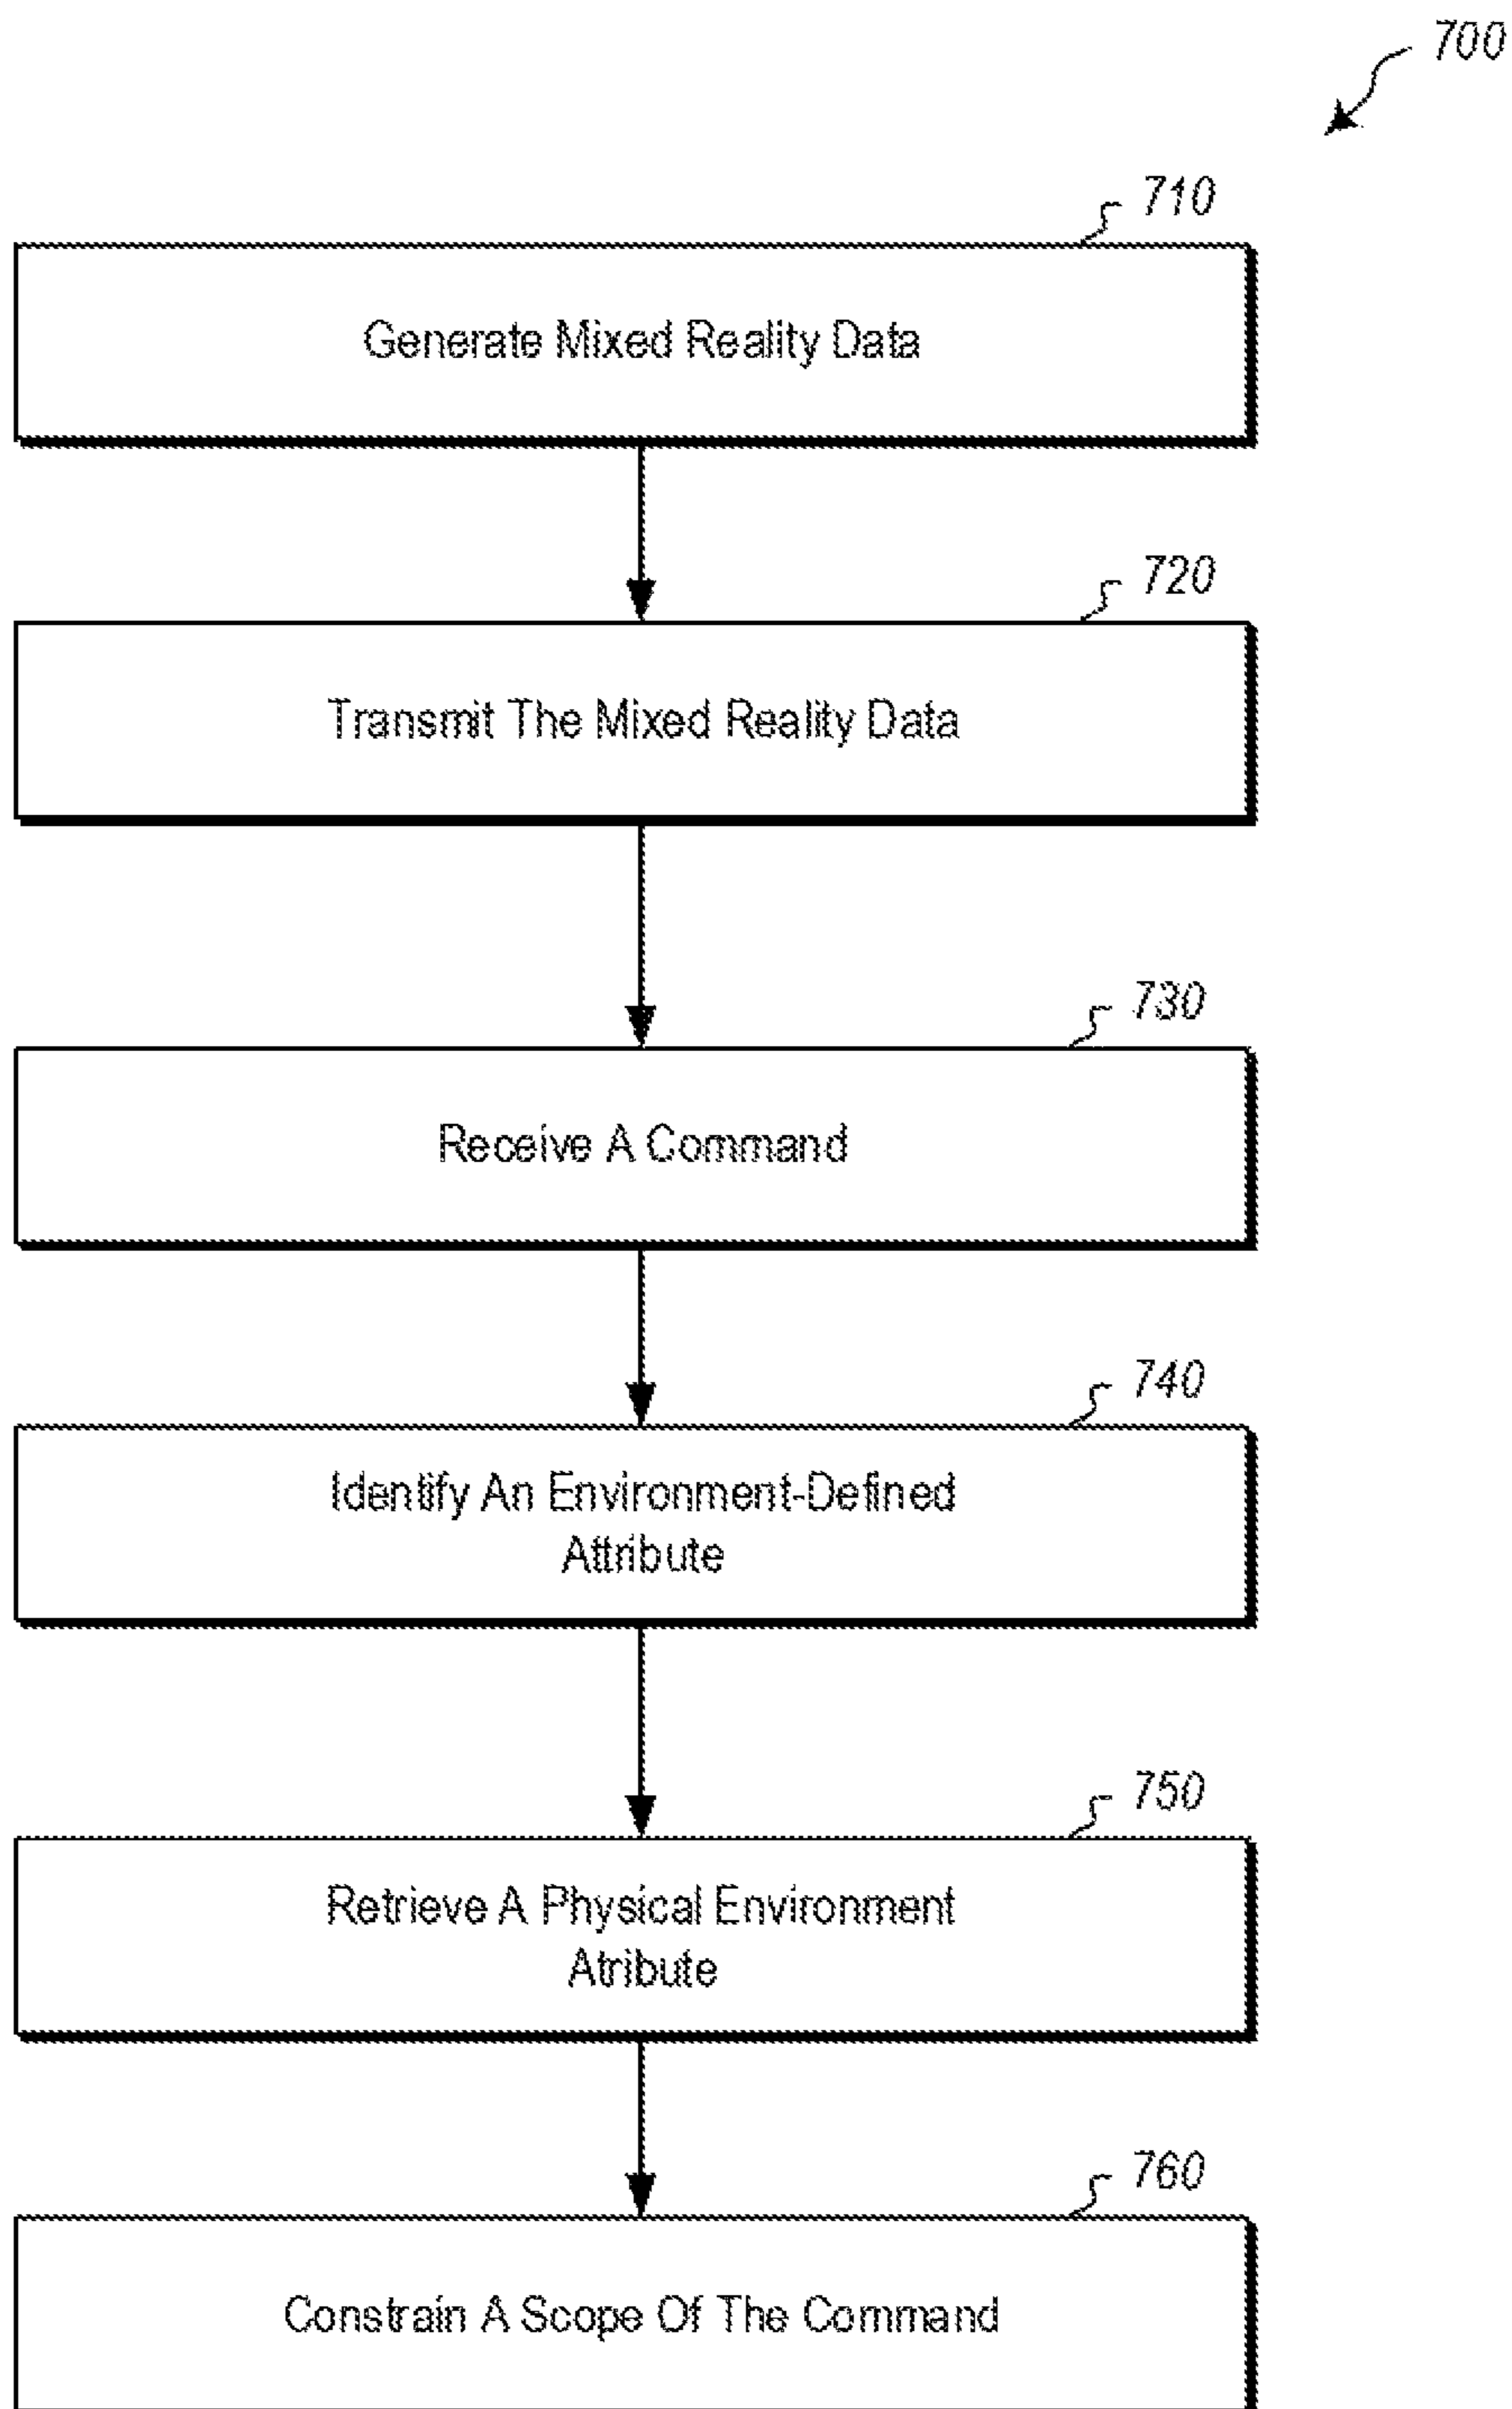 700
710
Generate Mixed Reality Data
720
Transmit The Mixed Reality Data
730
Receive A Command
740
Identify An Environment-Defined
Attribute
750
Retrieve A Physical Environment
Atribute
760
Constrain A Scope Of The Command